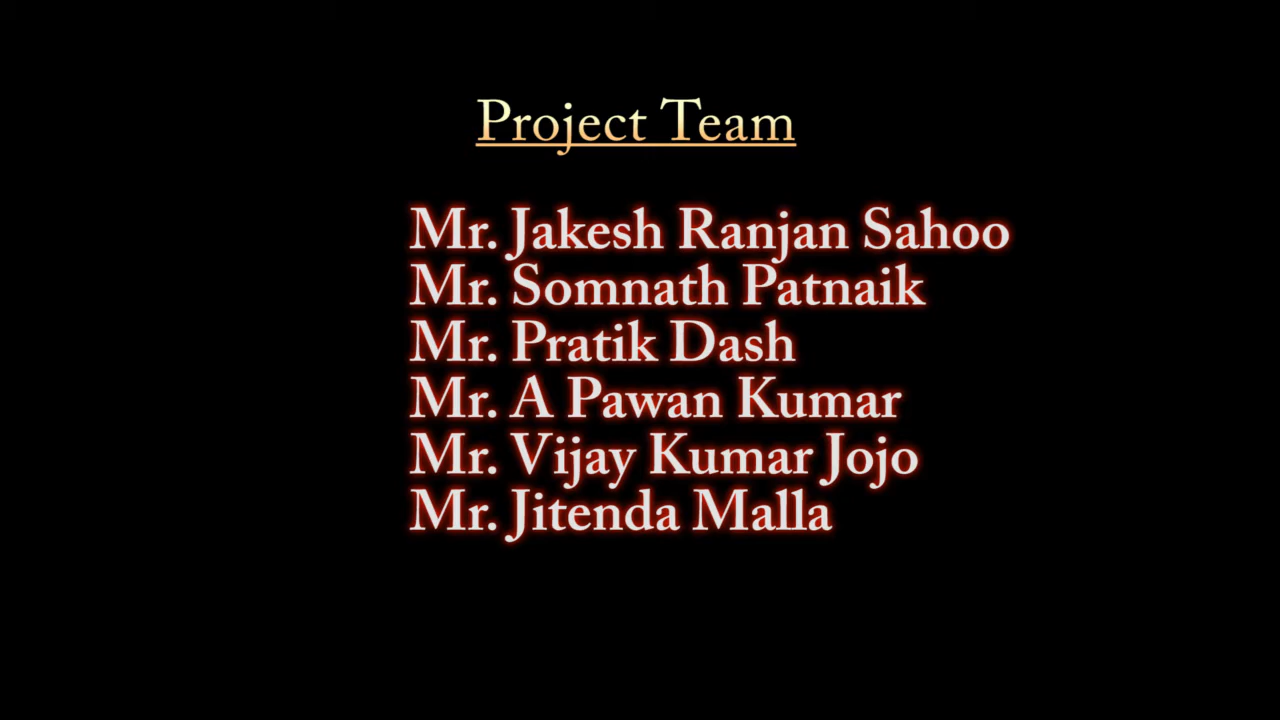 Project Team
Mr. Jakesh Ranjan Sahoo
Mr. Somnath Patnaik
Mr. Pratik Dash
Mr. A Pawan Kumar
Mr. Vijay Kumar Jojo
Mr. Jitenda Malla